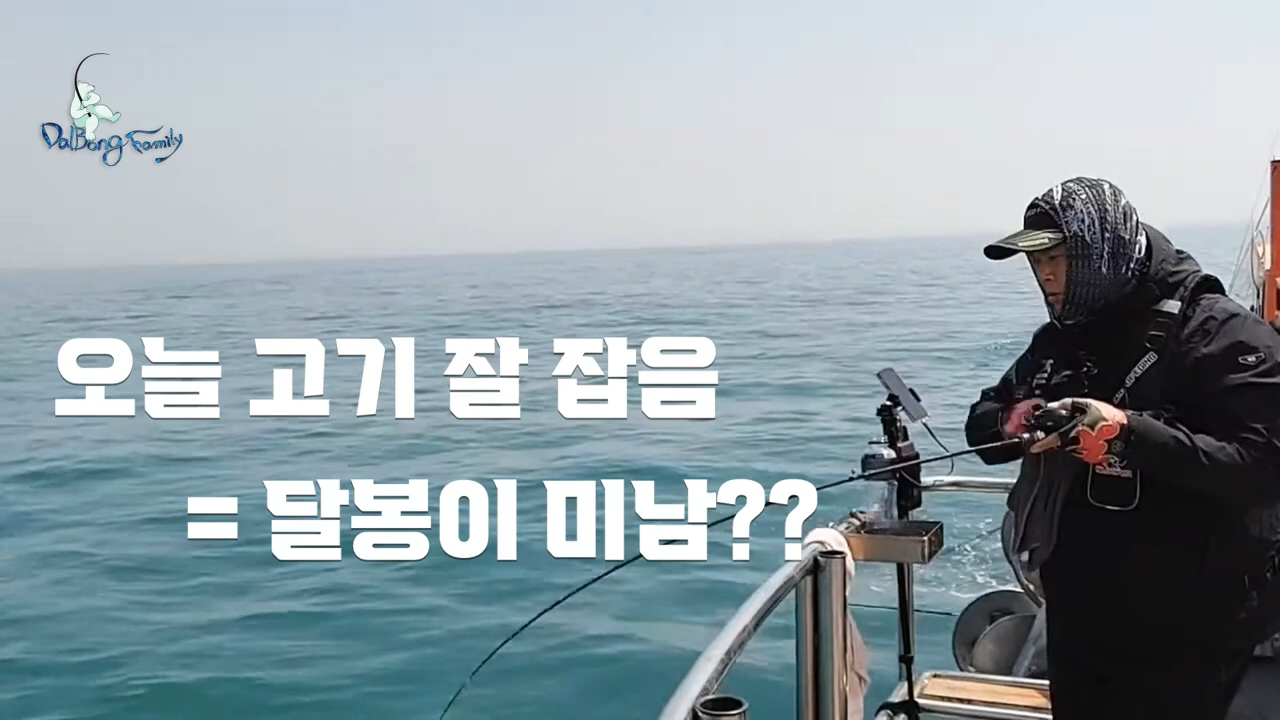 DalBong Family
오늘 고기 잘 잡음
= 달봉이 미남??